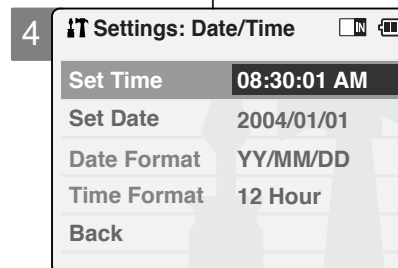 4
Settings: Date/Time IN
Set Time 08:30:01 AM
Set Date 2004/01/01
Date Format YY/MM/DD
Time Format 12 Hour
Back